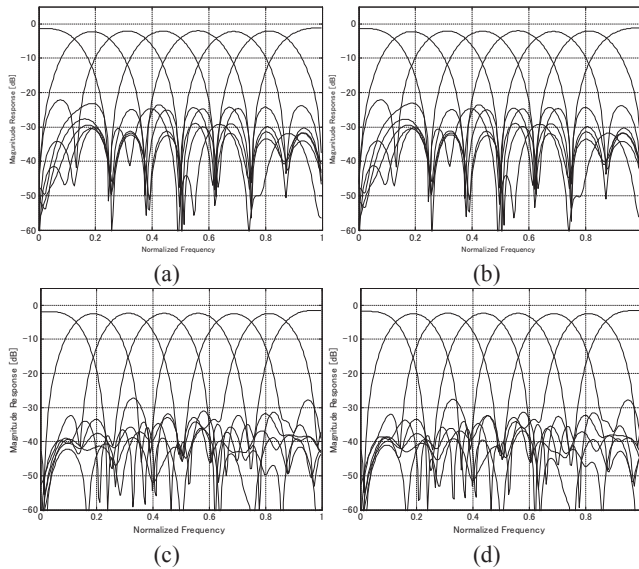 0
−10
−20
−30
−40
−50
−60
Magunitude Response [dB]
0 0.2 0.4 0.6 0.8 1
Normalized Frequency
(a)
0
−10
−20
−30
−40
−50
−60
Magunitude Response [dB]
0 0.2 0.4 0.6 0.8
Normalized Frequency
(b)
0
−10
−20
−30
−40
−50
−60
Magnitude Response [dB]
0 0.2 0.4 0.6 0.8 1
Normalized Frequency
(c)
0
−10
−20
−30
−40
−50
−60
Magnitude Response [dB]
0 0.2 0.4 0.6 0.8
Normalized Frequency
(d)